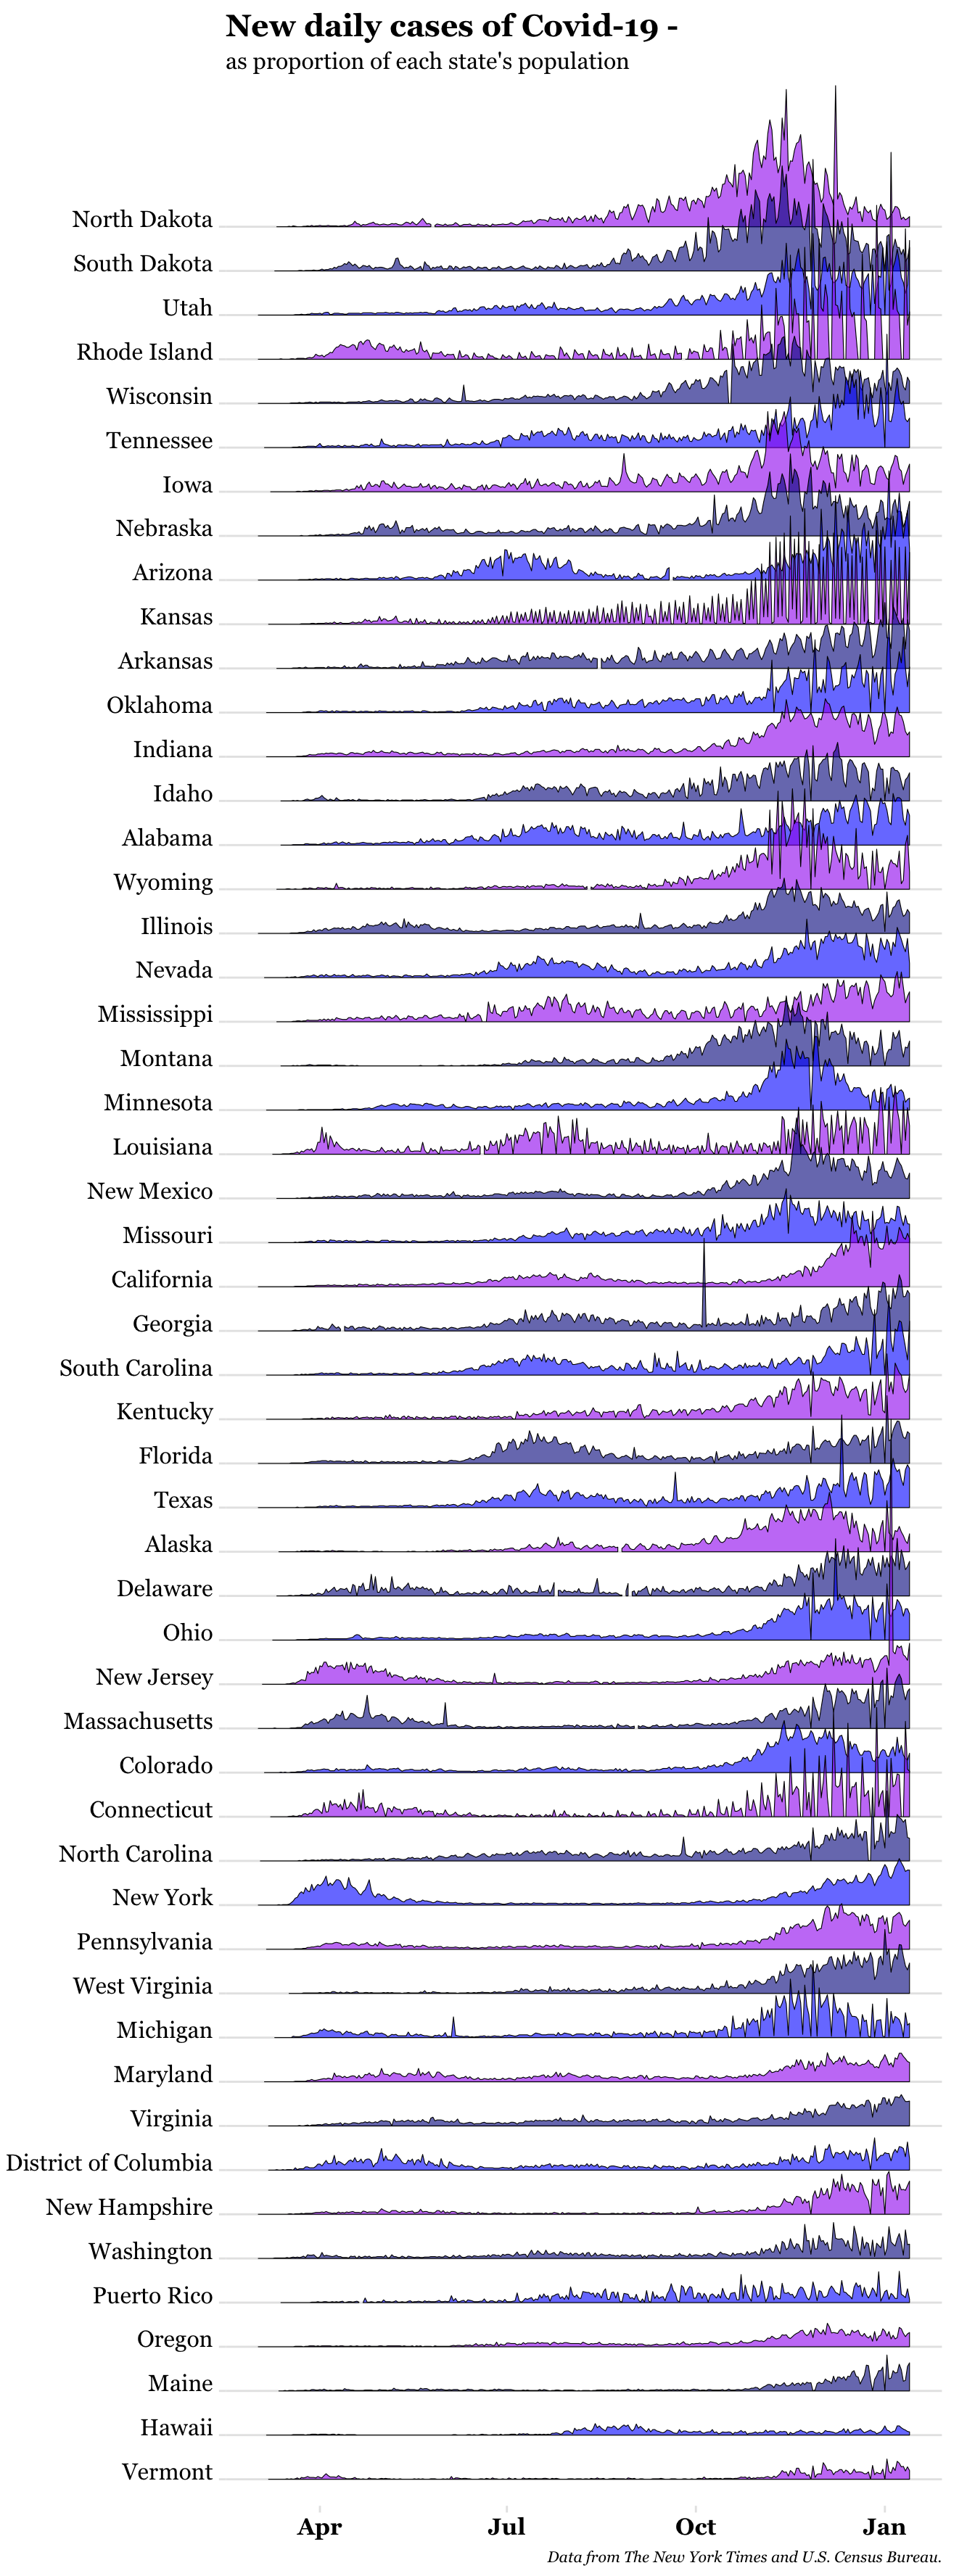 New daily cases of Covid-19 -
as proportion of each state's population
North Dakota
South Dakota
Utah
Rhode Island
Wisconsin
Tennessee
Iowa
Nebraska
Arizona
Kansas
Arkansas
Oklahoma
Indiana
Idaho
Alabama
Wyoming
Illinois
Nevada
Mississippi
Montana
Minnesota
Louisiana
New Mexico
Missouri
California
Georgia
South Carolina
Kentucky
Florida
Texas
Alaska
Delaware
Ohio
New Jersey
Massachusetts
Colorado
Connecticut
North Carolina
New York
Pennsylvania
West Virginia
Michigan
Maryland
Virginia
District of Columbia
New Hampshire
Washington
Puerto Rico
Oregon
Maine
Hawaii
Vermont
Apr Jul Oct Jan
Data from The New York Times and U.S. Census Bureau.